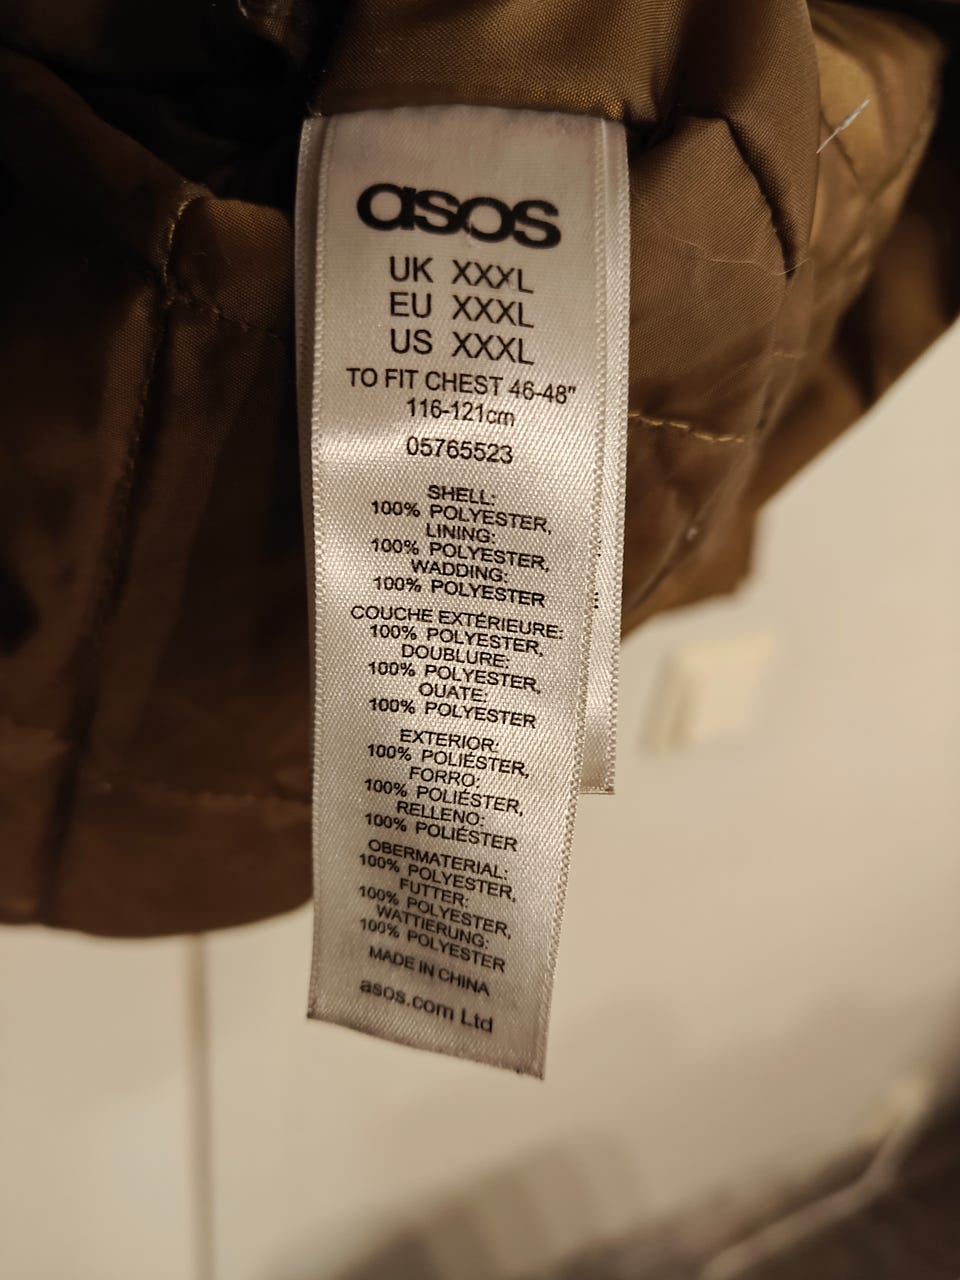 asos
UK XXXL
EU XXXL
US XXXL
TO FIT CHEST 46-48"
116-121cm
05765523
SHELL:
100% POLYESTER,
LINING:
100% POLYESTER,
WADDING:
100% POLYESTER
COUCHE EXTÉRIEURE:
100% POLYESTER,
DOUBLURE:
100% POLYESTER,
OUATE:
100% POLYESTER
EXTERIOR:
100% POLIÉSTER,
FORRO:
100% POLIÉSTER,
RELLENO:
100% POLIÉSTER
OBERMATERIAL:
100% POLYESTER,
FUTTER:
100% POLYESTER,
WATTIERUNG:
100% POLYESTER
MADE IN CHINA
asos.com Ltd